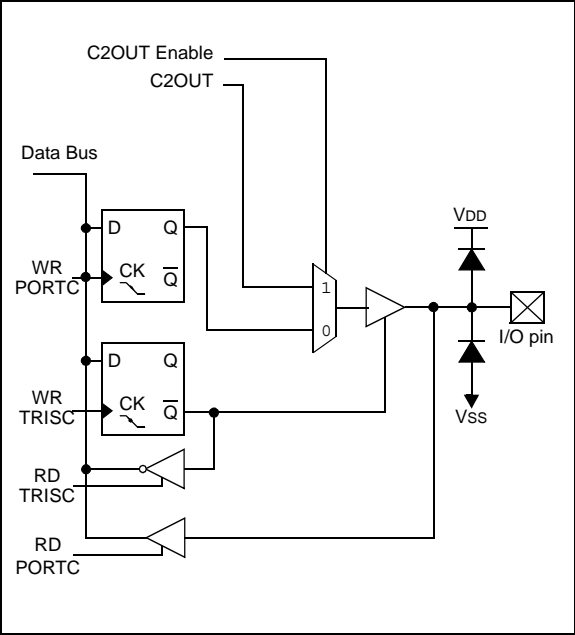 C2OUT Enable
C2OUT
Data Bus
VDD
D Q
WR
PORTC
CK Q
1
0
I/O pin
D Q
WR
TRISC
CK Q
VSS
RD
TRISC
RD
PORTC